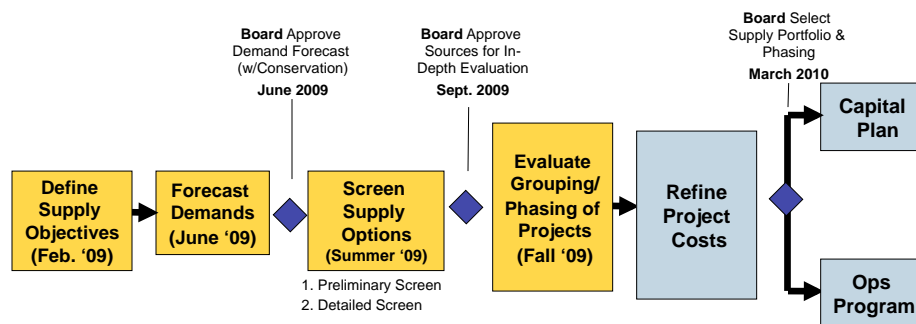 Board Approve
Demand Forecast
(w/Conservation)
June 2009
Board Approve
Sources for In-
Depth Evaluation
Sept. 2009
Board Select
Supply Portfolio &
Phasing
March 2010
Define
Supply
Objectives
(Feb. ‘09)
Forecast
Demands
(June ‘09)
Screen
Supply
Options
(Summer ‘09)
1. Preliminary Screen
2. Detailed Screen
Evaluate
Grouping/
Phasing of
Projects
(Fall ‘09)
Refine
Project
Costs
Capital
Plan
Ops
Program